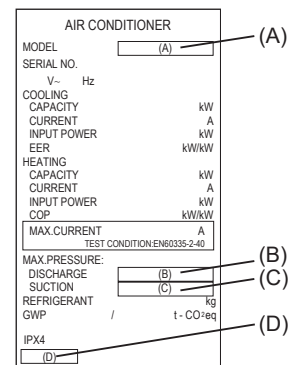 AIR CONDITIONER
MODEL (A) (A)
SERIAL NO.
V~ Hz
COOLING
CAPACITY kW
CURRENT A
INPUT POWER kW
EER kW/kW
HEATING
CAPACITY kW
CURRENT A
INPUT POWER kW
COP kW/kW
MAX.CURRENT A
TEST CONDITION:EN60335-2-40
MAX.PRESSURE:
DISCHARGE (B) (B)
SUCTION (C) (C)
REFRIGERANT kg
GWP / t - CO2eq
IPX4
(D) (D)